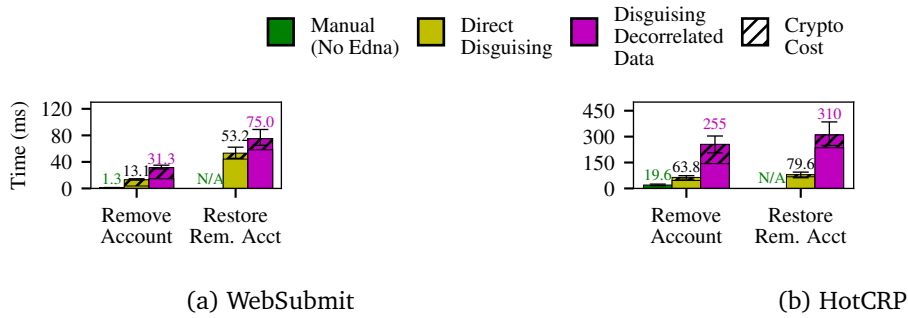 Manual
(No Edna)
Direct
Disguising
Disguising
Decorrelated
Data
Crypto
Cost
Time (ms)
120
80
40
0
1.3
13.1
31.3
N/A
53.2
75.0
Remove
Account
Restore
Rem. Acct
(a) WebSubmit
450
300
150
0
19.6
63.8
255
N/A
79.6
310
Remove
Account
Restore
Rem. Acct
(b) HotCRP